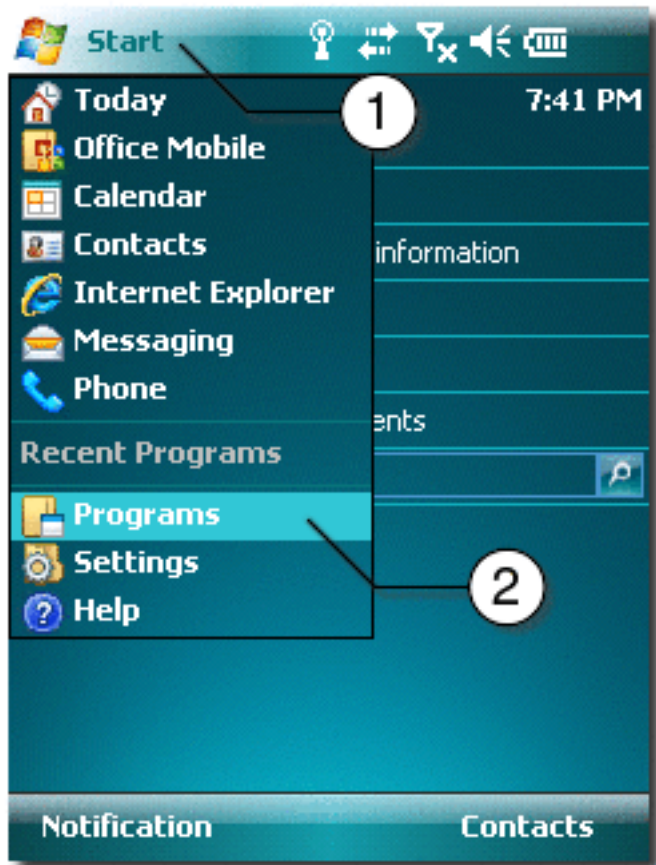 Start
1
Today
7:41 PM
Office Mobile
Calendar
Contacts
information
Internet Explorer
Messaging
Phone
ents
Recent Programs
Programs
Settings
2
Help
Notification
Contacts